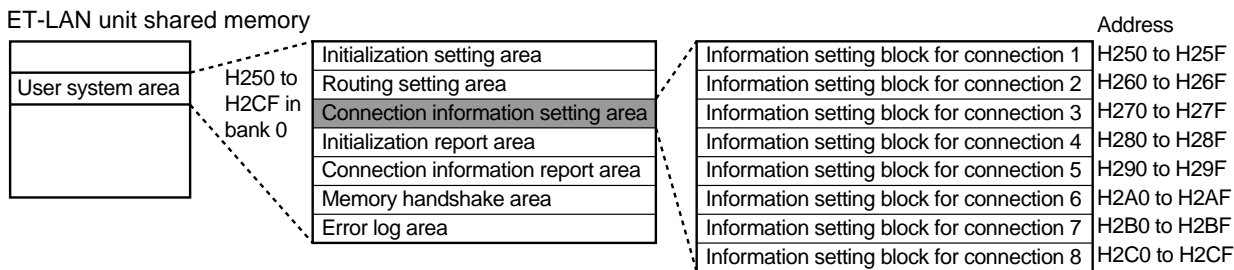 ET-LAN unit shared memory
User system area
H250 to
H2CF in
bank 0
Initialization setting area
Routing setting area
Connection information setting area
Initialization report area
Connection information report area
Memory handshake area
Error log area
Address
Information setting block for connection 1 H250 to H25F
Information setting block for connection 2 H260 to H26F
Information setting block for connection 3 H270 to H27F
Information setting block for connection 4 H280 to H28F
Information setting block for connection 5 H290 to H29F
Information setting block for connection 6 H2A0 to H2AF
Information setting block for connection 7 H2B0 to H2BF
Information setting block for connection 8 H2C0 to H2CF